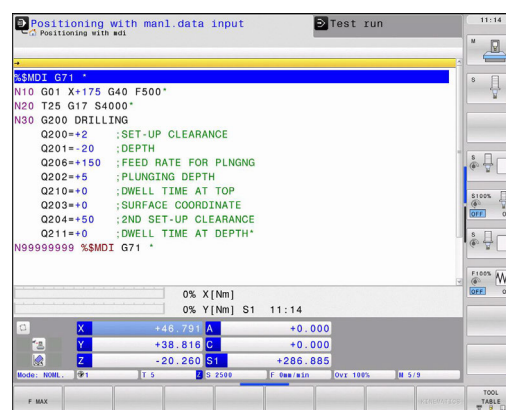 Positioning with manl.data input
Test run
11:14
Positioning with mdi
M
%$MDI G71 *
N10 G01 X+175 G40 F500*
N20 T25 G17 S4000*
N30 G200 DRILLING
Q200=+2 ;SET-UP CLEARANCE
Q201=-20 ;DEPTH
Q206=+150 ;FEED RATE FOR PLNGNG
Q202=+5 ;PLUNGING DEPTH
Q210=+0 ;DWELL TIME AT TOP
Q203=+0 ;SURFACE COORDINATE
Q204=+50 ;2ND SET-UP CLEARANCE
Q211=+0 ;DWELL TIME AT DEPTH*
N99999999 %$MDI G71 *
S
S
S100%
OFF
S
F100%
OFF
0% X[Nm]
0% Y[Nm] S1 11:14
X +46.791 A +0.000
Y +38.816 C +0.000
Z -20.260 S1 +286.885
Mode: NOML. 1 T 5 Z S 2500 F 0mm/min Ovr 100% M 5/9
F MAX
TOOL
TABLE